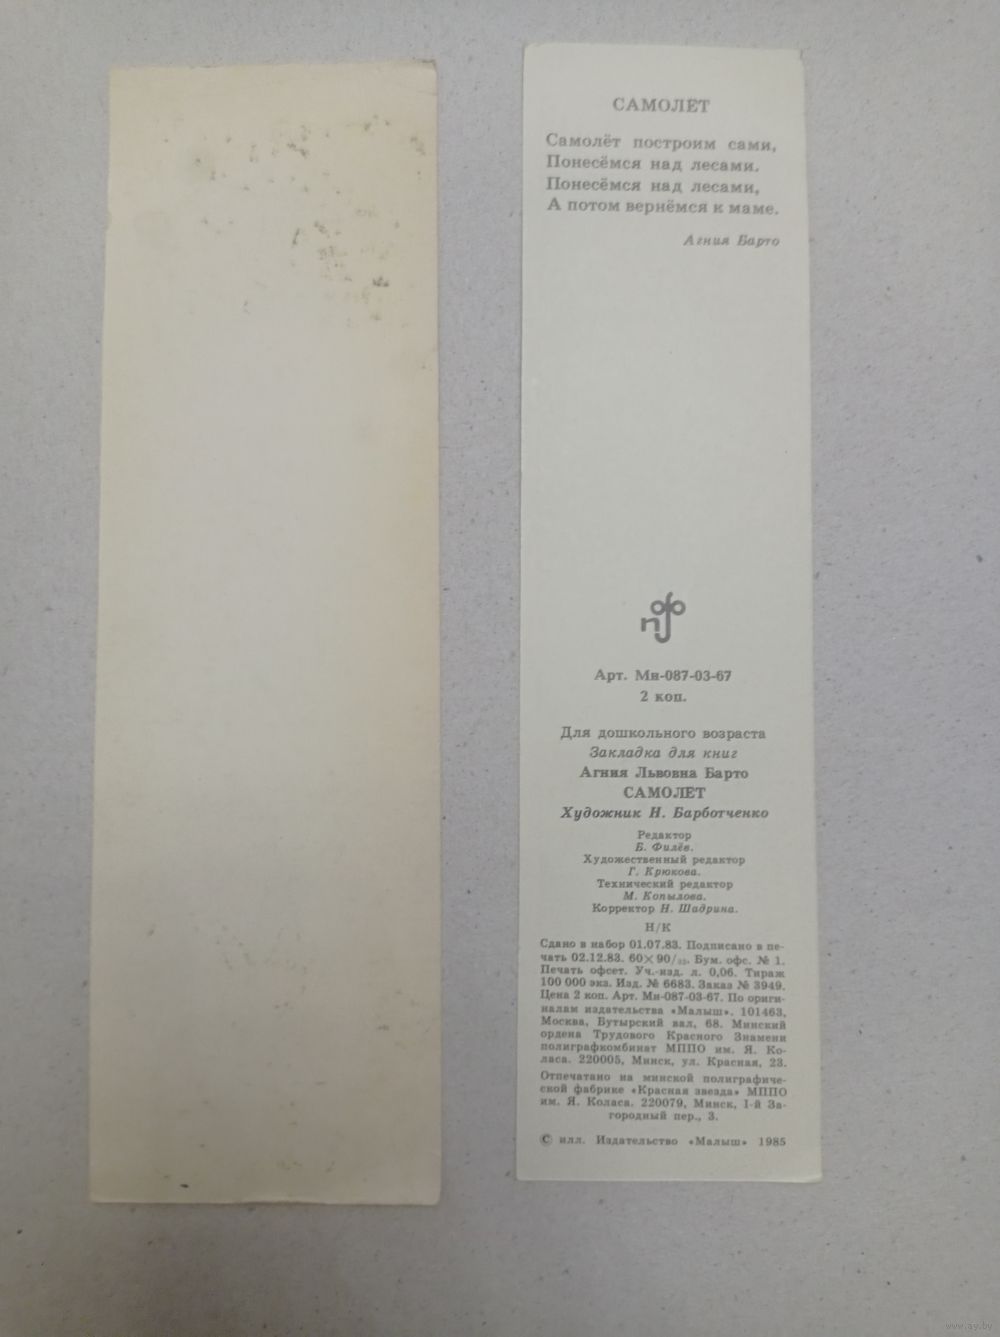 САМОЛЁТ
Самолёт построим сами,
Понесёмся над лесами.
Понесёмся над лесами,
А потом вернёмся к маме.
Агния Барто
Арт. Мн-087-03-67
2 коп.
Для дошкольного возраста
Закладка для книг
Агния Львовна Барто
САМОЛЕТ
Художник Н. Барботченко
Редактор
Б. Филёв.
Художественный редактор
Г. Крюкова.
Технический редактор
М. Копылова.
Корректор Н. Шадрина.
Н/К
Сдано в набор 01.07.83. Подписано в пе-
чать 02.12.83. 60×90/₃₂. Бум. офс. № 1.
Печать офсет. Уч.-изд. л. 0,06. Тираж
100 000 экз. Изд. № 6683. Заказ № 3949.
Цена 2 коп. Арт. Мн-087-03-67. По ориги-
налам издательства «Малыш». 101463,
Москва, Бутырский вал, 68. Минский
ордена Трудового Красного Знамени
полиграфкомбинат МППО им. Я. Ко-
ласа. 220005, Минск, ул. Красная, 23.
Отпечатано на минской полиграфиче-
ской фабрике «Красная звезда» МППО
им. Я. Коласа. 220079, Минск, 1-й За-
городный пер., 3.
© илл. Издательство «Малыш» 1985
www.ay.by